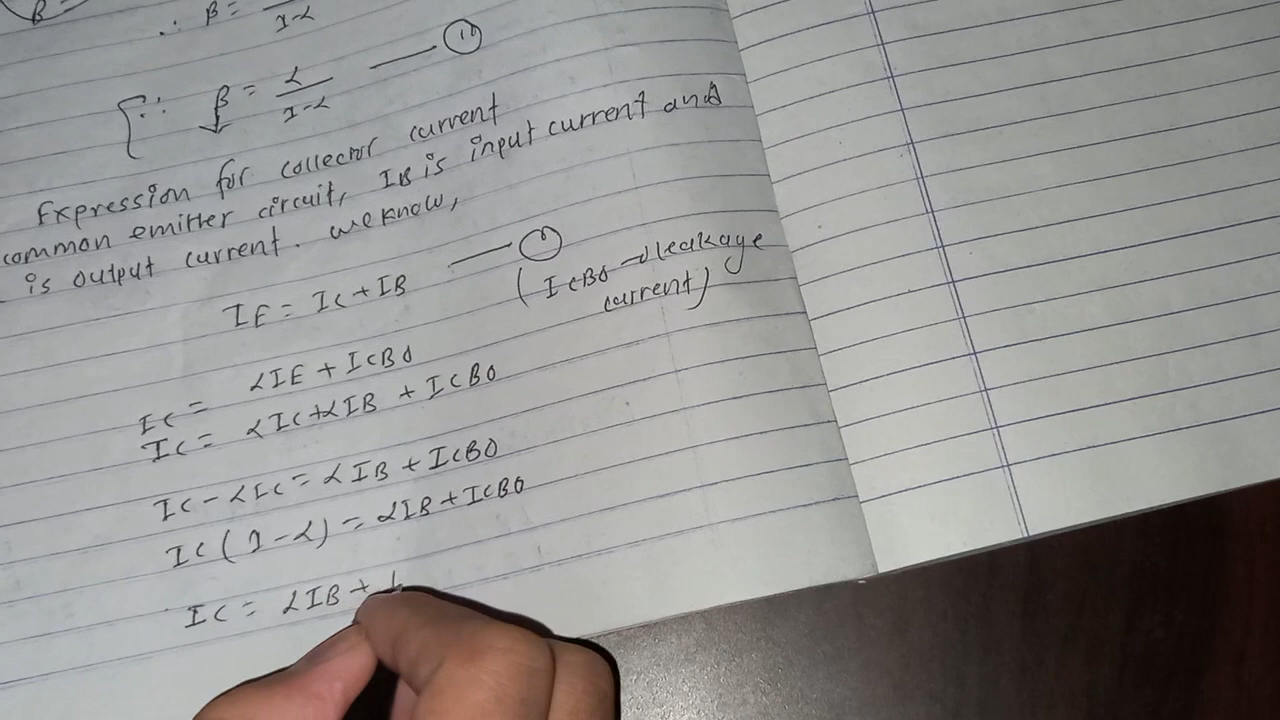 β =
∴ β = 1-α
[∵ β = α/1-α — (ii)
Expression for collector current
common emitter circuit, IB is input current and
is output current. we know,
IE = IC + IB — (i)
(ICBO → leakage current)
IC = αIE + ICBO
IC = αIC+αIB + ICBO
IC - αIC = αIB + ICBO
IC(1-α) = αIB + ICBO
IC = αIB +